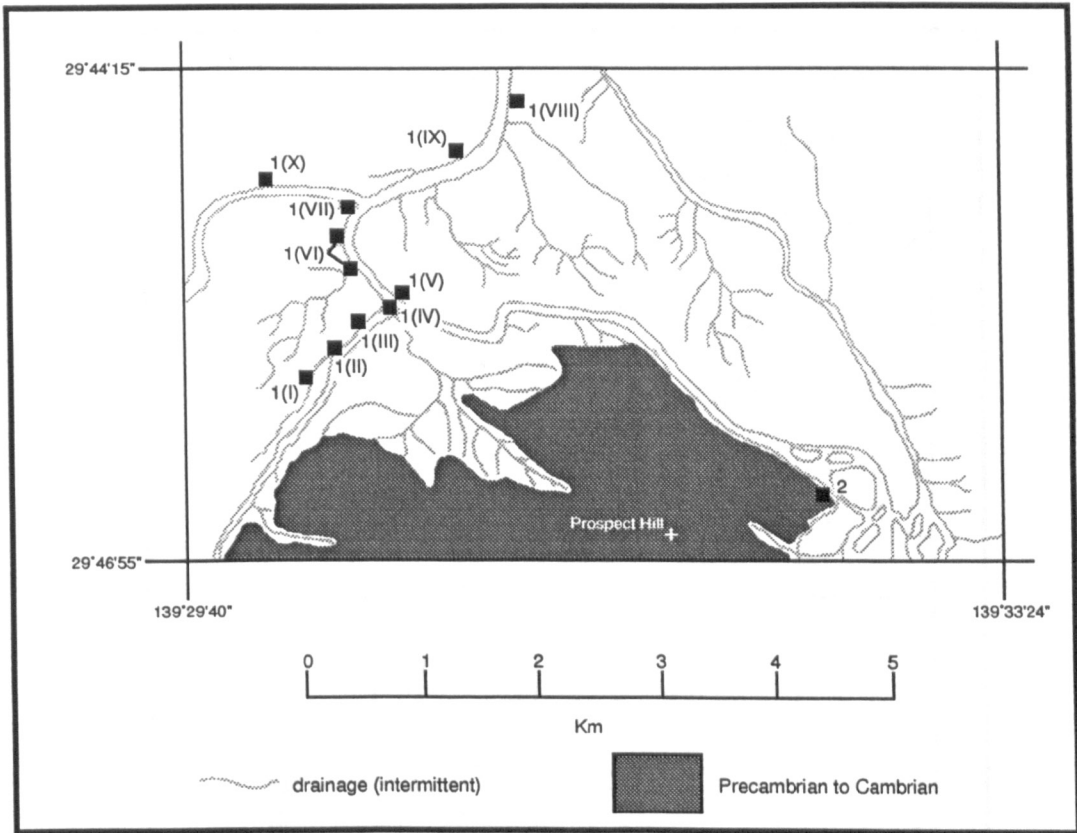 29°44'15"
1(VIII)
1(IX)
1(X)
1(VII)
1(VI)
1(V)
1(IV)
1(III)
1(II)
1(I)
2
Prospect Hill
29°46'55"
139°29'40"
139°33'24"
0 1 2 3 4 5
Km
drainage (intermittent)
Precambrian to Cambrian